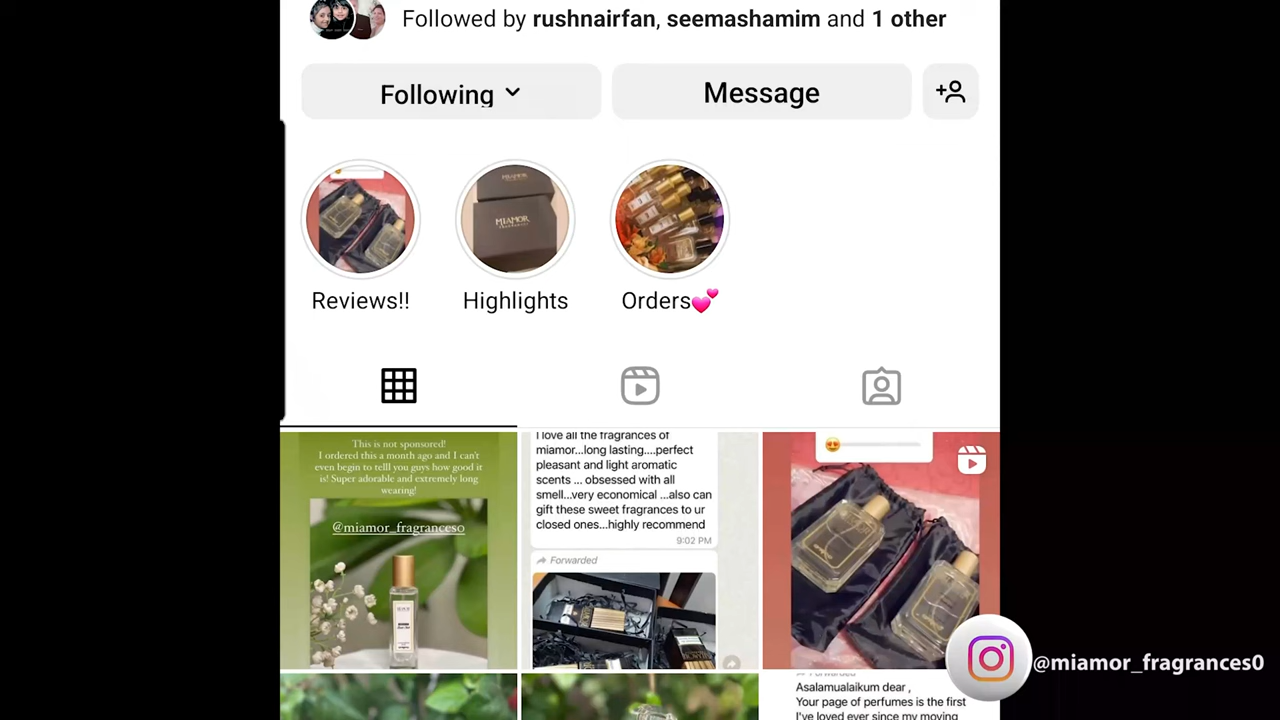 Followed by rushnairfan, seemashamim and 1 other
Following
Message
MIAMOR
Reviews!!
Highlights
Orders💕
This is not sponsored!
I ordered this a month ago and I can't
even begin to telll you guys how good it
is! Super adorable and extremely long
wearing!
@miamor_fragrances0
I love all the fragrances of
miamor...long lasting....perfect
pleasant and light aromatic
scents ... obsessed with all
smell...very economical ...also can
gift these sweet fragrances to ur
closed ones...highly recommend
9:02 PM
Forwarded
Forwarded
Asalamualaikum dear ,
Your page of perfumes is the first
I've loved ever since my moving
@miamor_fragrances0